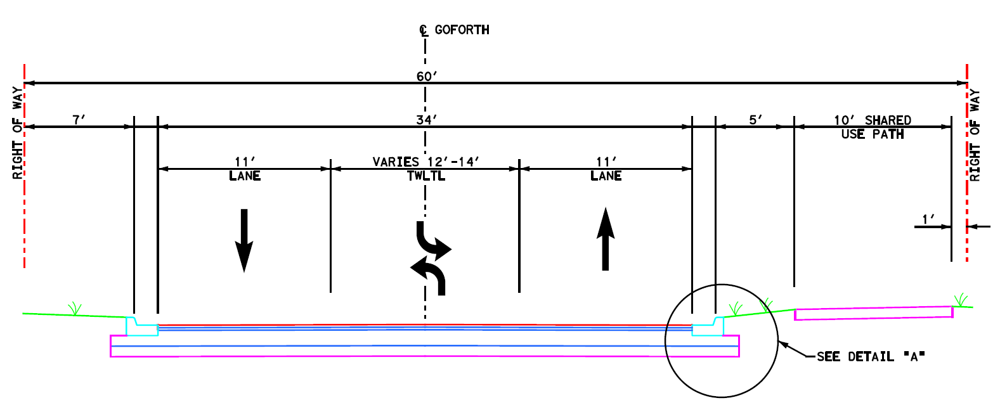 ℄ GOFORTH
60'
RIGHT OF WAY
RIGHT OF WAY
7'
34'
5'
10' SHARED
USE PATH
11'
LANE
VARIES 12'-14'
TWLTL
11'
LANE
1'
SEE DETAIL "A"